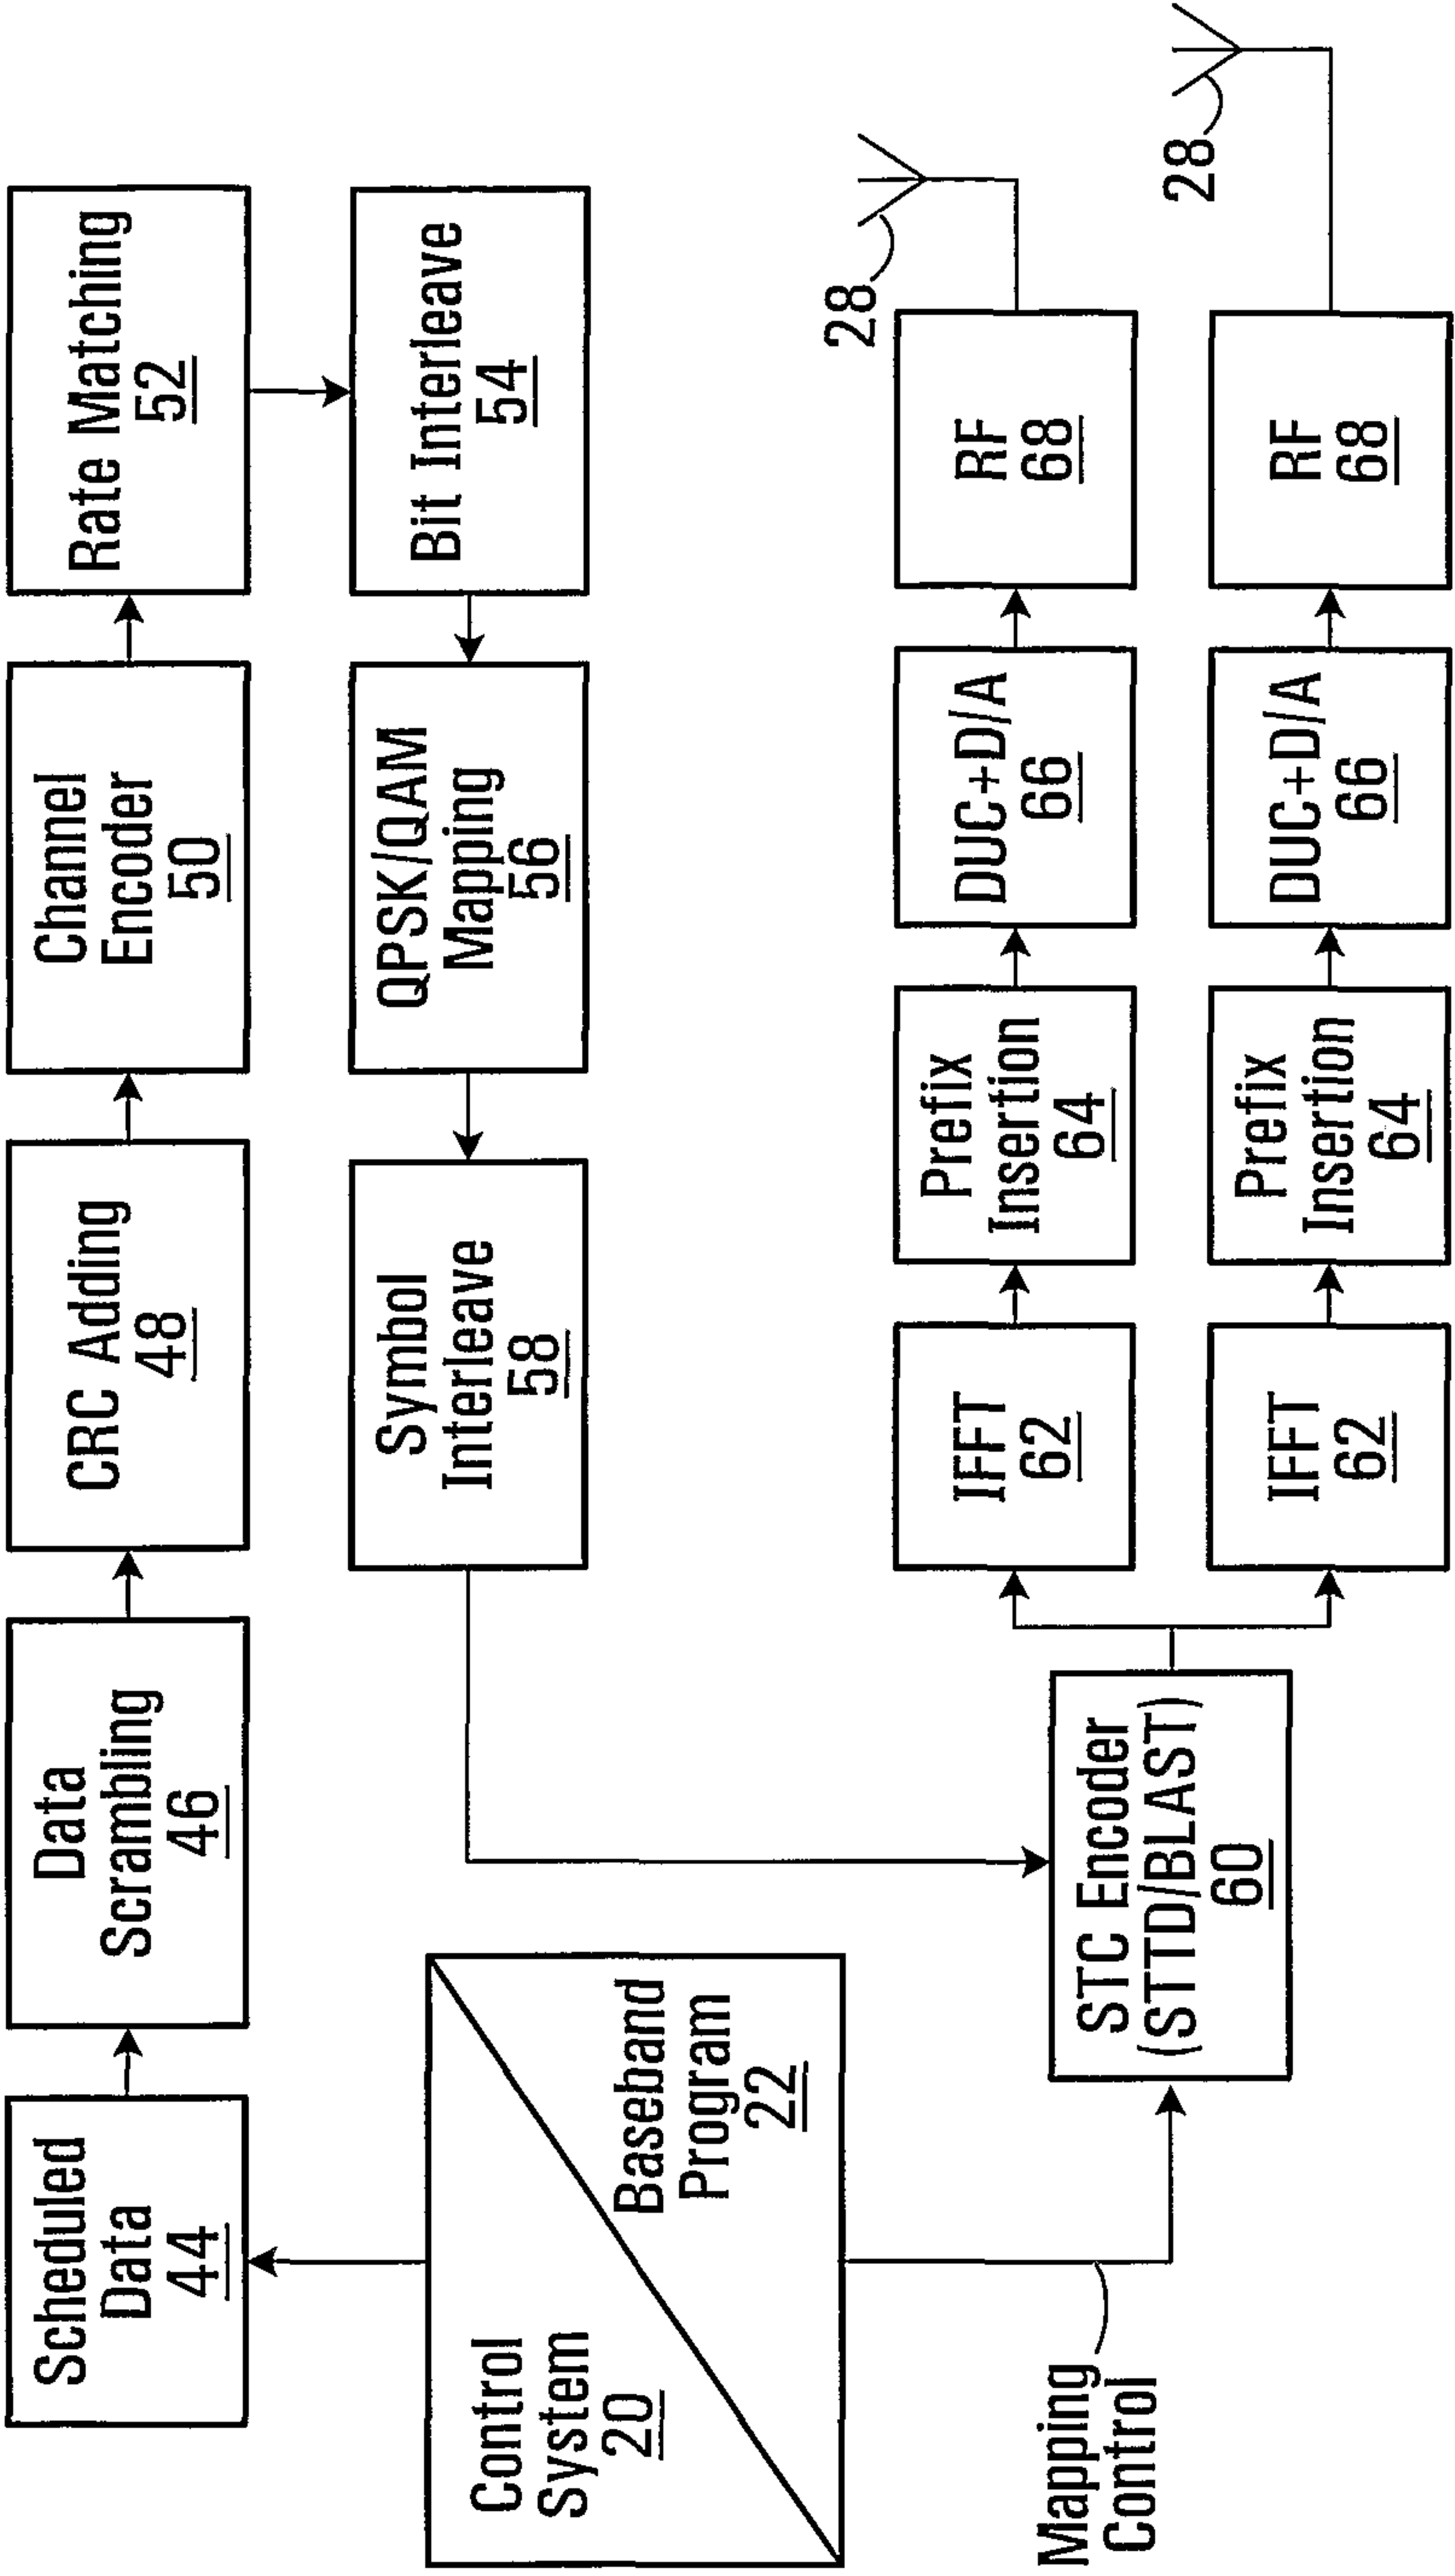 Scheduled
Data
44
Data
Scrambling
46
CRC Adding
48
Channel
Encoder
50
Rate Matching
52
Bit Interleave
54
QPSK/QAM
Mapping
56
Symbol
Interleave
58
Control
System
20
Baseband
Program
22
Mapping
Control
STC Encoder
(STTD/BLAST)
60
IFFT
62
Prefix
Insertion
64
DUC+D/A
66
RF
68
28
IFFT
62
Prefix
Insertion
64
DUC+D/A
66
RF
68
28